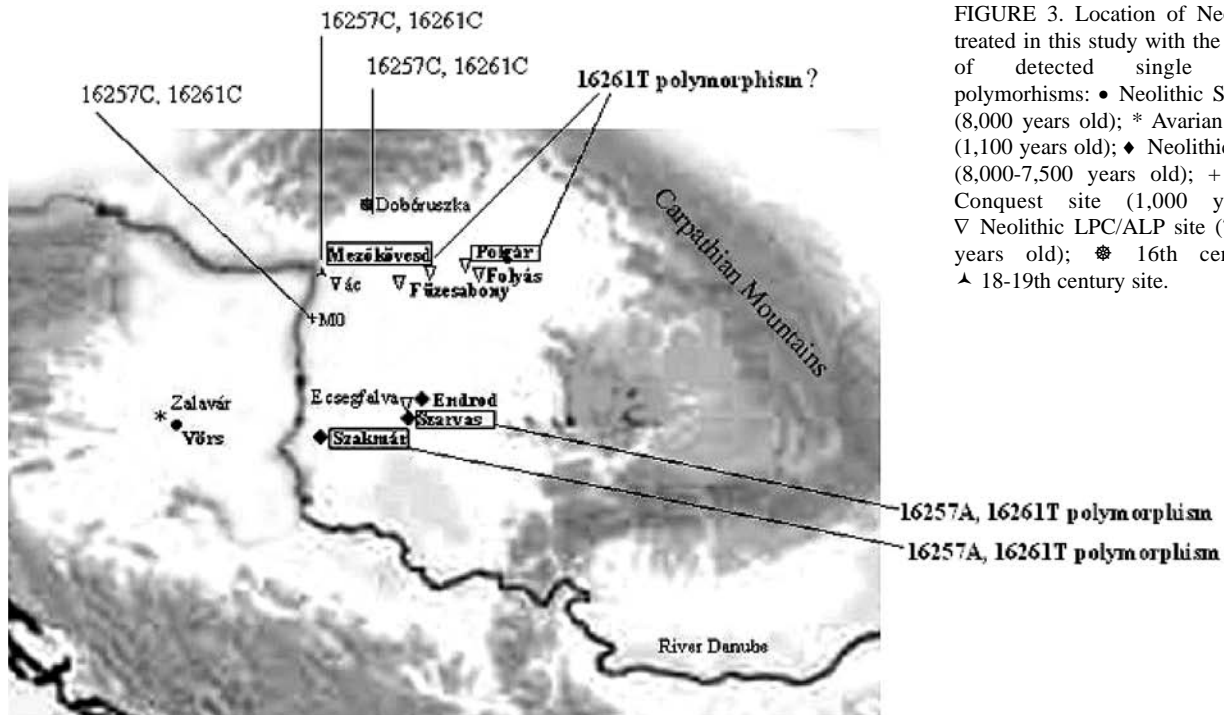 16257C, 16261C
16257C, 16261C
16257C, 16261C
16261T polymorphism?
Dobóruszka
Carpathian Mountains
Mezőkövesd
Polgár
Vác
Füzesabony
Folyás
M0
Ecsegfalva
Endrod
Zalavár
Szarvas
Vörs
Szakmár
16257A, 16261T polymorphism
16257A, 16261T polymorphism
River Danube
FIGURE 3. Location of Neo
treated in this study with the
of detected single
polymorhisms: • Neolithic S
(8,000 years old); * Avarian
(1,100 years old); ♦ Neolithic
(8,000-7,500 years old); +
Conquest site (1,000 y
∇ Neolithic LPC/ALP site (
years old); ❁ 16th cen
⅄ 18-19th century site.